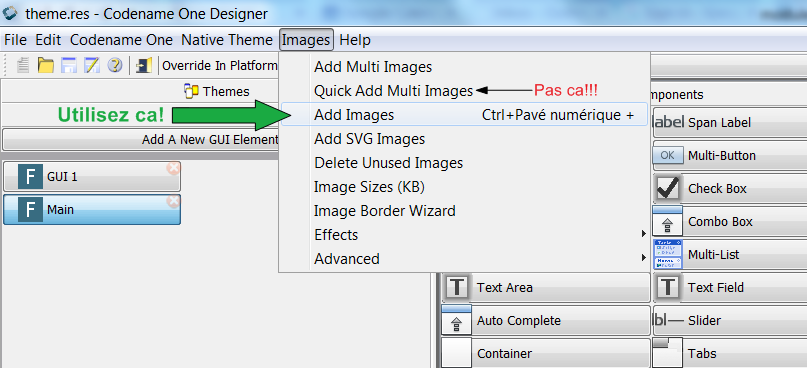 theme.res - Codename One Designer
File Edit Codename One Native Theme Images Help
Override In Platform
Themes
Add A New GUI Element
GUI 1
Main
Add Multi Images
Quick Add Multi Images
Pas ca!!!
Utilisez ca!
Add Images Ctrl+Pavé numérique +
Add SVG Images
Delete Unused Images
Image Sizes (KB)
Image Border Wizard
Effects
Advanced
mponents
label Span Label
OK Multi-Button
Check Box
Combo Box
Multi-List
T Text Area
T Text Field
Auto Complete
lbl Slider
Container
Tabs